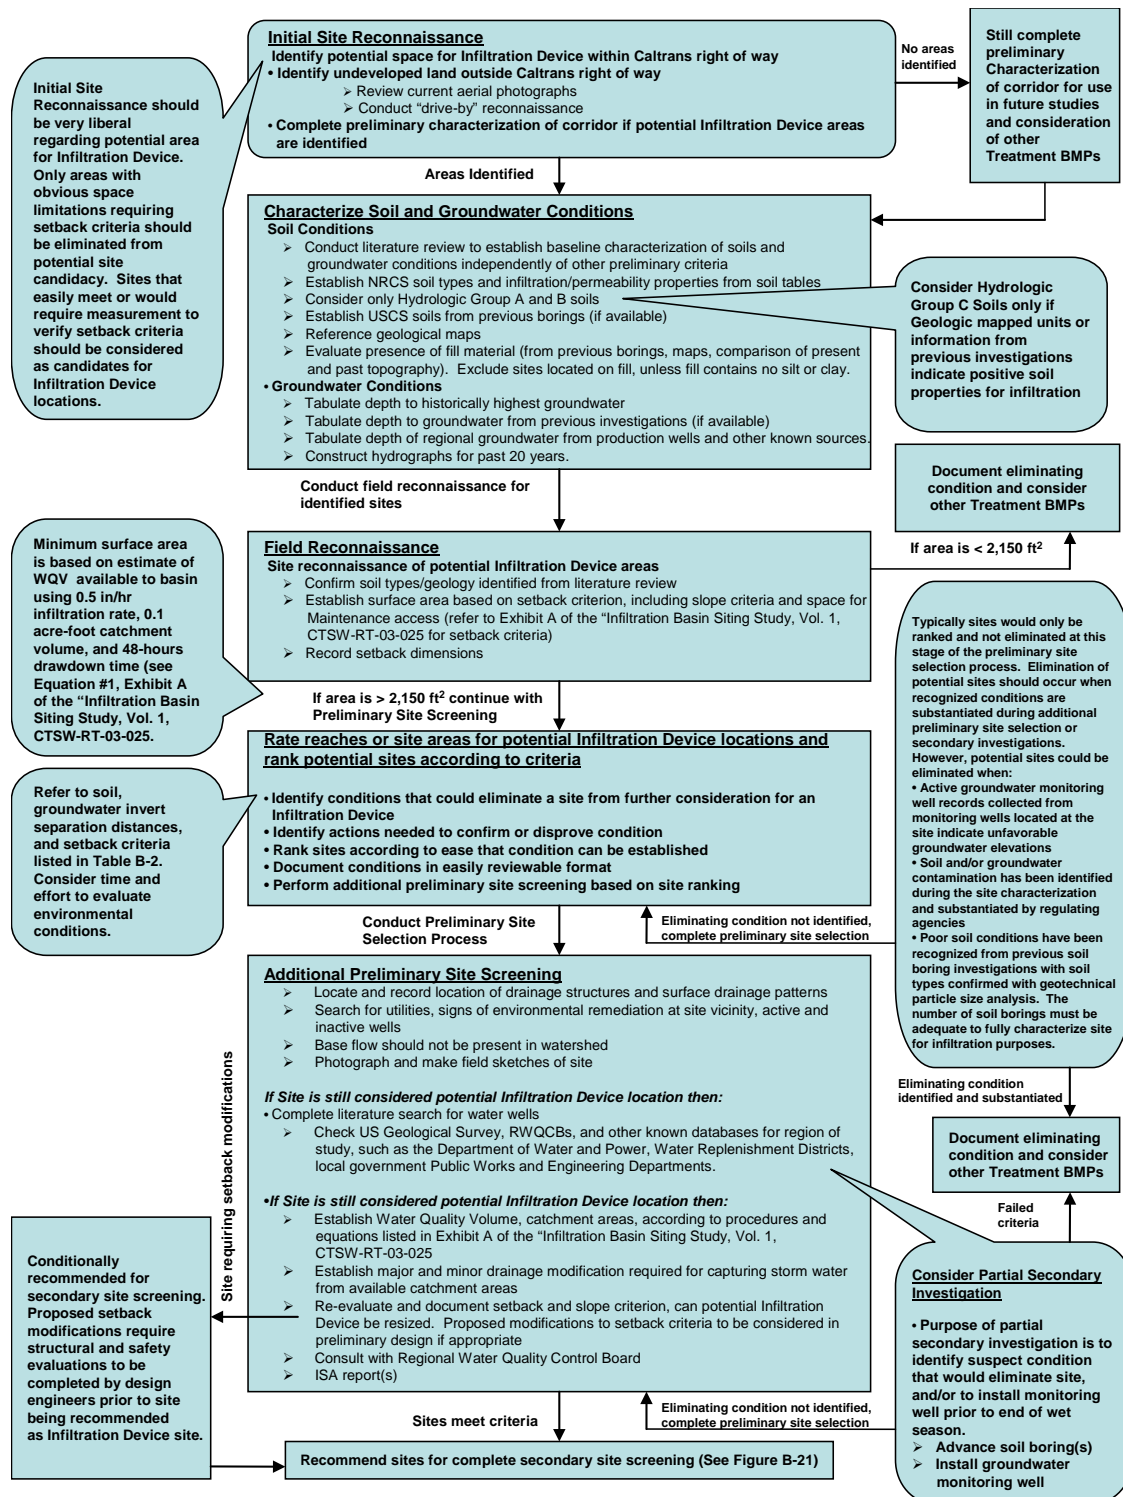 Initial Site Reconnaissance
Identify potential space for Infiltration Device within Caltrans right of way
• Identify undeveloped land outside Caltrans right of way
➢ Review current aerial photographs
➢ Conduct “drive-by” reconnaissance
• Complete preliminary characterization of corridor if potential Infiltration Device areas
are identified
No areas
identified
Still complete
preliminary
Characterization
of corridor for use
in future studies
and consideration
of other
Treatment BMPs
Initial Site
Reconnaissance should
be very liberal
regarding potential area
for Infiltration Device.
Only areas with
obvious space
limitations requiring
setback criteria should
be eliminated from
potential site
candidacy. Sites that
easily meet or would
require measurement to
verify setback criteria
should be considered
as candidates for
Infiltration Device
locations.
Areas Identified
Characterize Soil and Groundwater Conditions
Soil Conditions
➢ Conduct literature review to establish baseline characterization of soils and
groundwater conditions independently of other preliminary criteria
➢ Establish NRCS soil types and infiltration/permeability properties from soil tables
➢ Consider only Hydrologic Group A and B soils
➢ Establish USCS soils from previous borings (if available)
➢ Reference geological maps
➢ Evaluate presence of fill material (from previous borings, maps, comparison of present
and past topography). Exclude sites located on fill, unless fill contains no silt or clay.
• Groundwater Conditions
➢ Tabulate depth to historically highest groundwater
➢ Tabulate depth to groundwater from previous investigations (if available)
➢ Tabulate depth of regional groundwater from production wells and other known sources.
➢ Construct hydrographs for past 20 years.
Consider Hydrologic
Group C Soils only if
Geologic mapped units or
information from
previous investigations
indicate positive soil
properties for infiltration
Conduct field reconnaissance for
identified sites
Document eliminating
condition and consider
other Treatment BMPs
If area is < 2,150 ft2
Field Reconnaissance
Site reconnaissance of potential Infiltration Device areas
➢ Confirm soil types/geology identified from literature review
➢ Establish surface area based on setback criterion, including slope criteria and space for
Maintenance access (refer to Exhibit A of the “Infiltration Basin Siting Study, Vol. 1,
CTSW-RT-03-025 for setback criteria)
➢ Record setback dimensions
Minimum surface area
is based on estimate of
WQV available to basin
using 0.5 in/hr
infiltration rate, 0.1
acre-foot catchment
volume, and 48-hours
drawdown time (see
Equation #1, Exhibit A
of the “Infiltration Basin
Siting Study, Vol. 1,
CTSW-RT-03-025.
If area is > 2,150 ft2 continue with
Preliminary Site Screening
Rate reaches or site areas for potential Infiltration Device locations and
rank potential sites according to criteria
• Identify conditions that could eliminate a site from further consideration for an
Infiltration Device
• Identify actions needed to confirm or disprove condition
• Rank sites according to ease that condition can be established
• Document conditions in easily reviewable format
• Perform additional preliminary site screening based on site ranking
Refer to soil,
groundwater invert
separation distances,
and setback criteria
listed in Table B-2.
Consider time and
effort to evaluate
environmental
conditions.
Typically sites would only be
ranked and not eliminated at this
stage of the preliminary site
selection process. Elimination of
potential sites should occur when
recognized conditions are
substantiated during additional
preliminary site selection or
secondary investigations.
However, potential sites could be
eliminated when:
• Active groundwater monitoring
well records collected from
monitoring wells located at the
site indicate unfavorable
groundwater elevations
• Soil and/or groundwater
contamination has been identified
during the site characterization
and substantiated by regulating
agencies
• Poor soil conditions have been
recognized from previous soil
boring investigations with soil
types confirmed with geotechnical
particle size analysis. The
number of soil borings must be
adequate to fully characterize site
for infiltration purposes.
Conduct Preliminary Site
Selection Process
Eliminating condition not identified,
complete preliminary site selection
Additional Preliminary Site Screening
➢ Locate and record location of drainage structures and surface drainage patterns
➢ Search for utilities, signs of environmental remediation at site vicinity, active and
inactive wells
➢ Base flow should not be present in watershed
➢ Photograph and make field sketches of site
If Site is still considered potential Infiltration Device location then:
• Complete literature search for water wells
➢ Check US Geological Survey, RWQCBs, and other known databases for region of
study, such as the Department of Water and Power, Water Replenishment Districts,
local government Public Works and Engineering Departments.
•If Site is still considered potential Infiltration Device location then:
➢ Establish Water Quality Volume, catchment areas, according to procedures and
equations listed in Exhibit A of the “Infiltration Basin Siting Study, Vol. 1,
CTSW-RT-03-025
➢ Establish major and minor drainage modification required for capturing storm water
from available catchment areas
➢ Re-evaluate and document setback and slope criterion, can potential Infiltration
Device be resized. Proposed modifications to setback criteria to be considered in
preliminary design if appropriate
➢ Consult with Regional Water Quality Control Board
➢ ISA report(s)
Site requiring setback modifications
Eliminating condition
identified and substantiated
Document eliminating
condition and consider
other Treatment BMPs
Failed
criteria
Consider Partial Secondary
Investigation
• Purpose of partial
secondary investigation is to
identify suspect condition
that would eliminate site,
and/or to install monitoring
well prior to end of wet
season.
➢ Advance soil boring(s)
➢ Install groundwater
monitoring well
Conditionally
recommended for
secondary site screening.
Proposed setback
modifications require
structural and safety
evaluations to be
completed by design
engineers prior to site
being recommended
as Infiltration Device site.
Sites meet criteria
Eliminating condition not identified,
complete preliminary site selection
Recommend sites for complete secondary site screening (See Figure B-21)